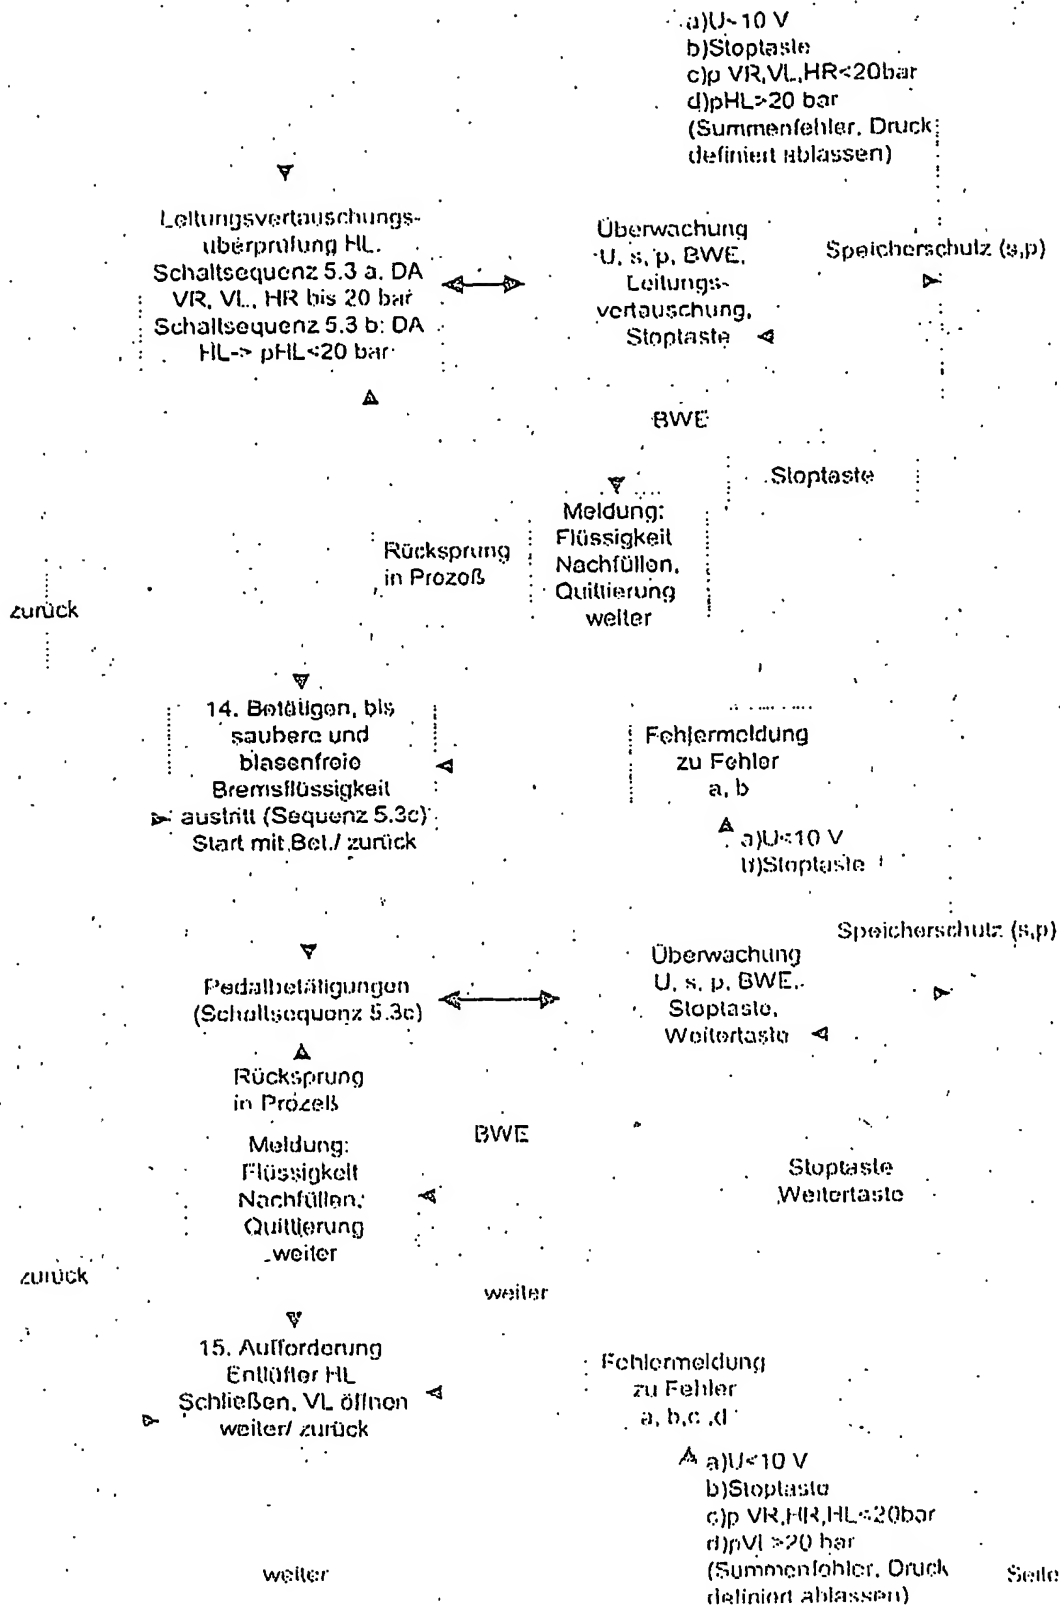 a)U<10 V
b)Stoptaste
c)p VR,VL,HR<20bar
d)pHL>20 bar
(Summenfehler, Druck
definiert ablassen)
Leitungsvertauschungs-
überprüfung HL.
Schaltsequenz 5.3 a. DA
VR, VL, HR bis 20 bar
Schaltsequenz 5.3 b: DA
HL-> pHL<20 bar
Überwachung
U, s, p, BWE,
Leitungs-
vertauschung,
Stoptaste
Speicherschutz (s,p)
BWE
Stoptaste
Meldung:
Flüssigkeit
Nachfüllen,
Quittierung
weiter
Rücksprung
in Prozeß
zurück
14. Betätigen, bis
saubere und
blasenfreie
Bremsflüssigkeit
austritt (Sequenz 5.3c)
Start mit Bet./ zurück
Fehlermeldung
zu Fehler
a, b
a)U<10 V
b)Stoptaste
Speicherschutz (s,p)
Pedalbetätigungen
(Schaltsequenz 5.3c)
Überwachung
U, s, p, BWE,
Stoptaste,
Weitertaste
Rücksprung
in Prozeß
BWE
Meldung:
Flüssigkeit
Nachfüllen,
Quittierung
weiter
Stoptaste
Weitertaste
zurück
weiter
15. Aufforderung
Entlüfter HL
Schließen, VL öffnen
weiter/ zurück
Fehlermeldung
zu Fehler
a, b,c ,d
a)U<10 V
b)Stoptaste
c)p VR,HR,HL<20bar
d)pVL >20 bar
(Summenfehler, Druck
definiert ablassen)
weiter
Seite